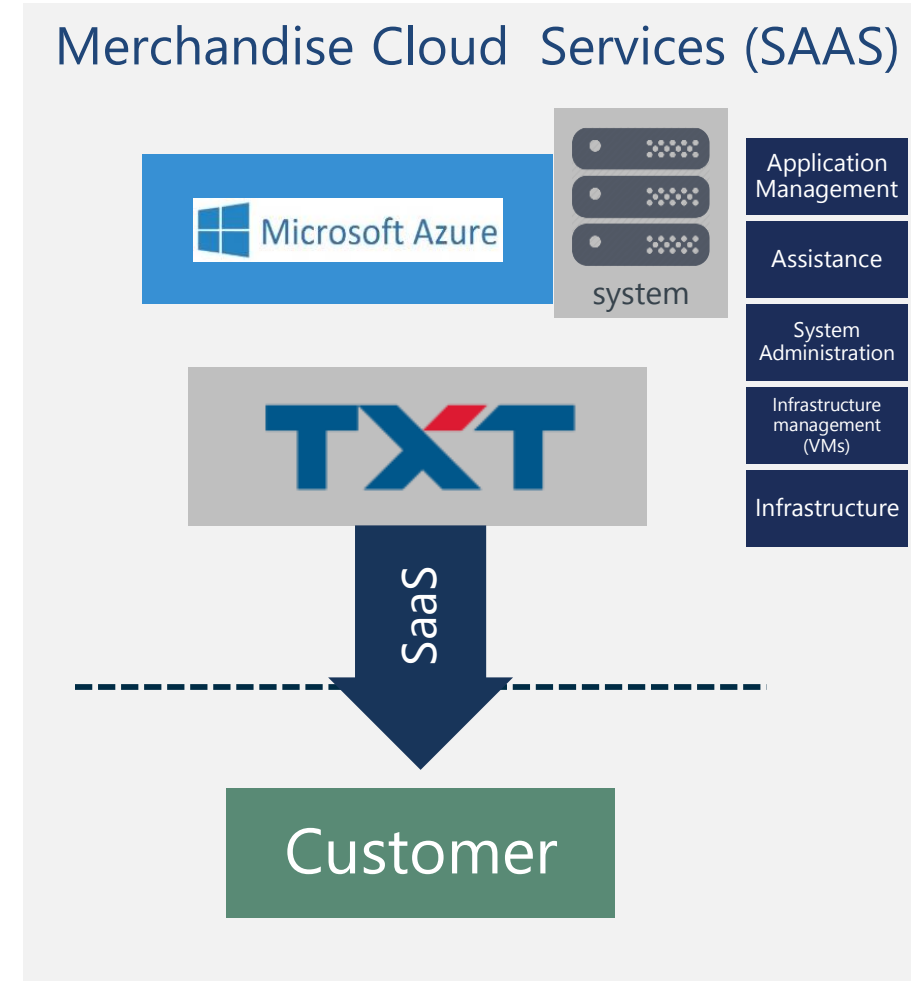 Merchandise Cloud  Services (SAAS)
Microsoft Azure
system
Application
Management
Assistance
System
Administration
Infrastructure
management
(VMs)
Infrastructure
TXT
SaaS
Customer